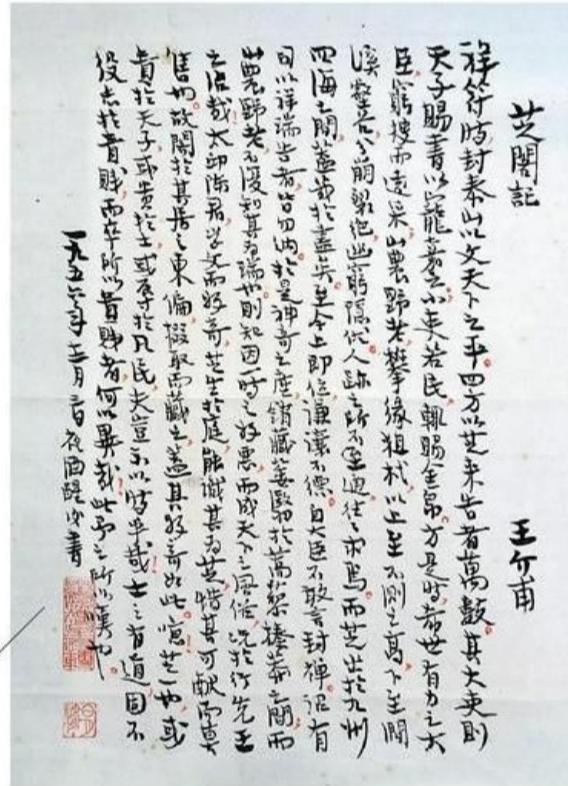 芝閣記 王介甫
祥符時封泰山以文天下之平四方以芝來告者萬數其大吏則
天子賜書以寵嘉之小吏若民輒賜金帛方是時希世有力之大
臣窮搜而遠采山農野老攀緣狙杙以上至不測之高下至澗
溪壑谷分崩裂絕幽窮隱伏人跡之所不至往往求焉而芝出於九州
四海之間蓋幾於盡矣至今上即位謙讓不德自大臣不敢言封禪詔有
司以祥瑞告者皆勿納於是神奇之產銷藏委翳於蒿藜榛莽之間而
山農野老不復知其為瑞也則知因一時之好惡而成天下之風俗況於行先王
之治哉太邱陳君學文而好奇芝生於庭能識其為芝惜其可獻而莫
售也故閣於其居之東偏掇取而藏之蓋其好奇如此噫芝一也或
貴於天子或貴於士或辱於凡民夫豈不以時乎哉士之有道固不
役志於貴賤而卒所以貴賤者何以異哉此予之所以嘆也
一九五六年月夜酒醒書